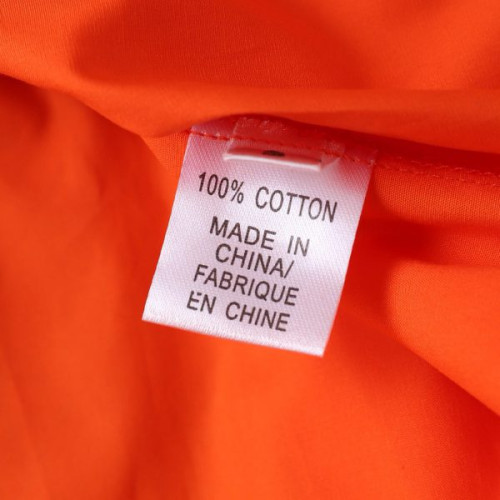 100% COTTON
MADE IN
CHINA/
FABRIQUE
EN CHINE